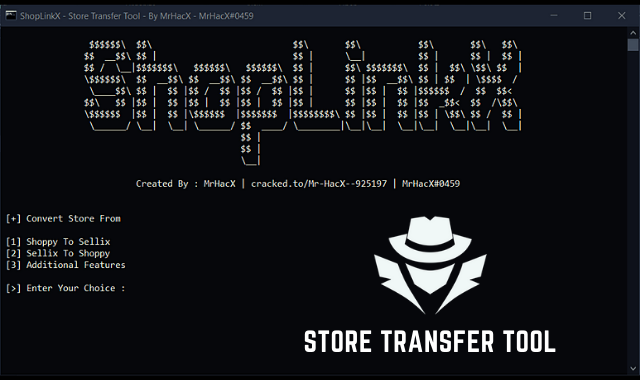 ShopLinkX - Store Transfer Tool - By MrHacX - MrHacX#0459
ShopLinkX
Created By : MrHacX | cracked.to/Mr-HacX--925197 | MrHacX#0459
[+] Convert Store From
[1] Shoppy To Sellix
[2] Sellix To Shoppy
[3] Additional Features
[>] Enter Your Choice :
STORE TRANSFER TOOL